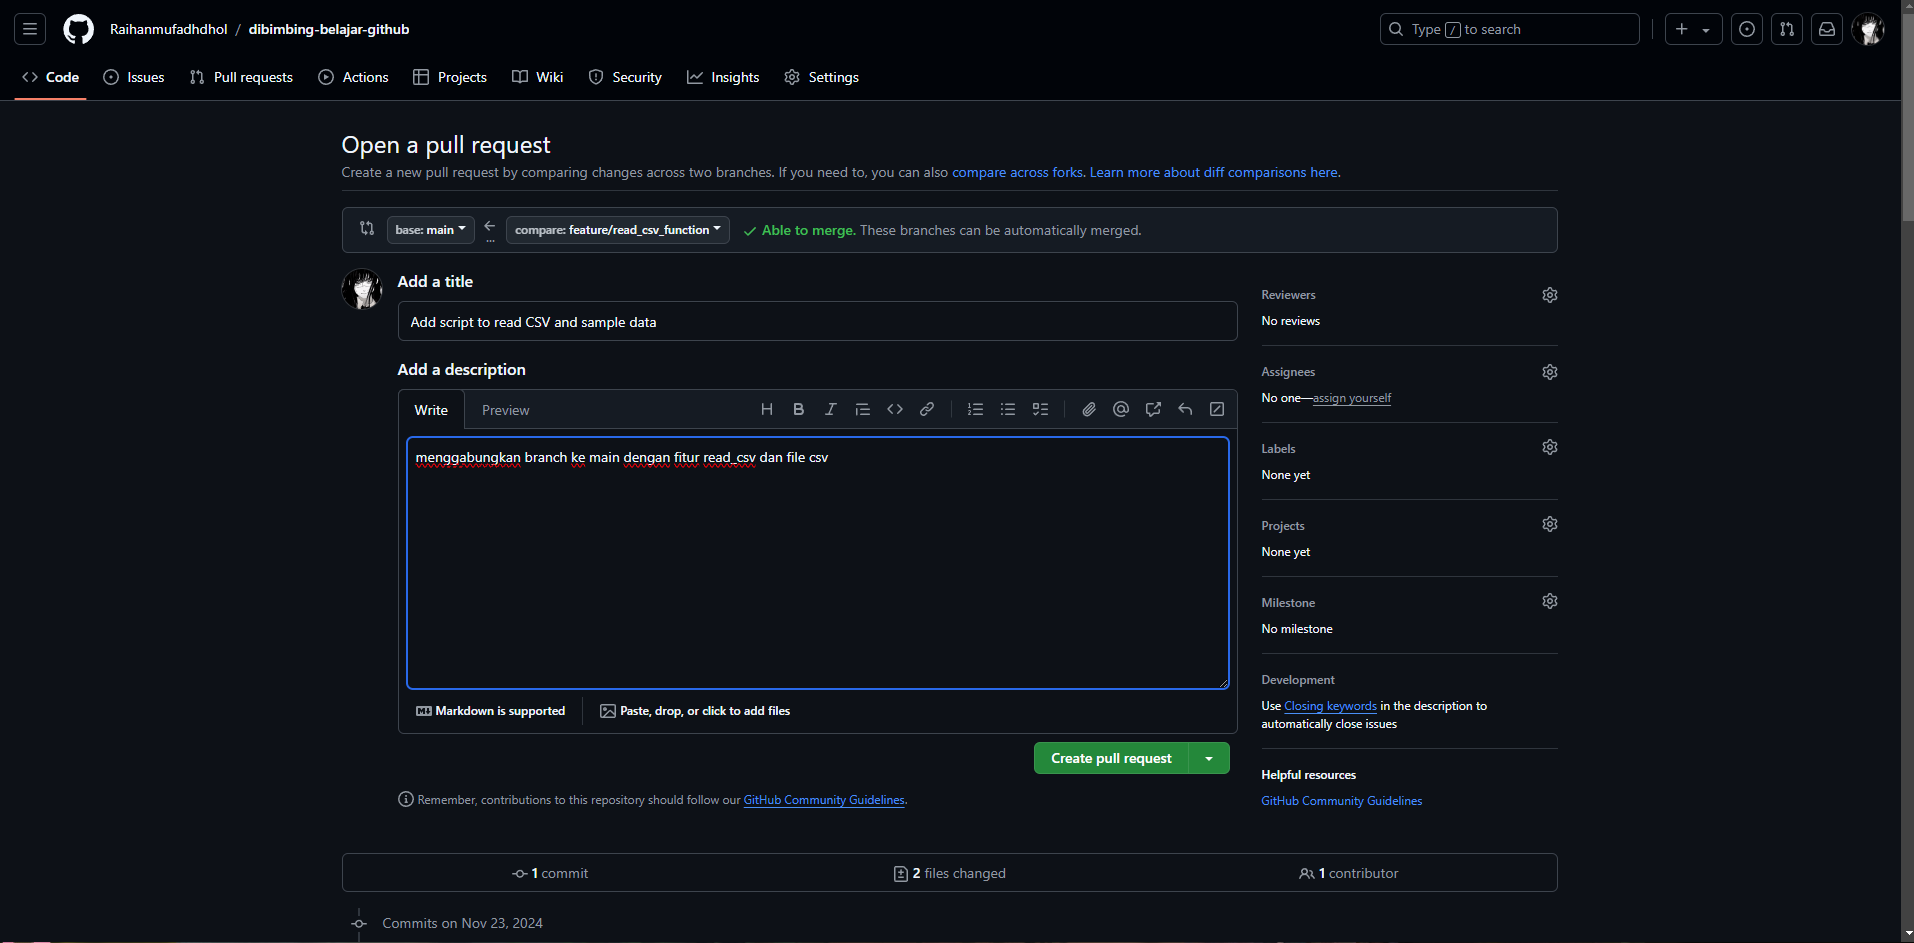 Raihanmufadhdhol / dibimbing-belajar-github
Type / to search
Code Issues Pull requests Actions Projects Wiki Security Insights Settings
Open a pull request
Create a new pull request by comparing changes across two branches. If you need to, you can also compare across forks. Learn more about diff comparisons here.
base: main compare: feature/read_csv_function Able to merge. These branches can be automatically merged.
Add a title
Add script to read CSV and sample data
Add a description
Write Preview
menggabungkan branch ke main dengan fitur read_csv dan file csv
Markdown is supported Paste, drop, or click to add files
Create pull request
Remember, contributions to this repository should follow our GitHub Community Guidelines.
Reviewers
No reviews
Assignees
No one—assign yourself
Labels
None yet
Projects
None yet
Milestone
No milestone
Development
Use Closing keywords in the description to
automatically close issues
Helpful resources
GitHub Community Guidelines
1 commit 2 files changed 1 contributor
Commits on Nov 23, 2024